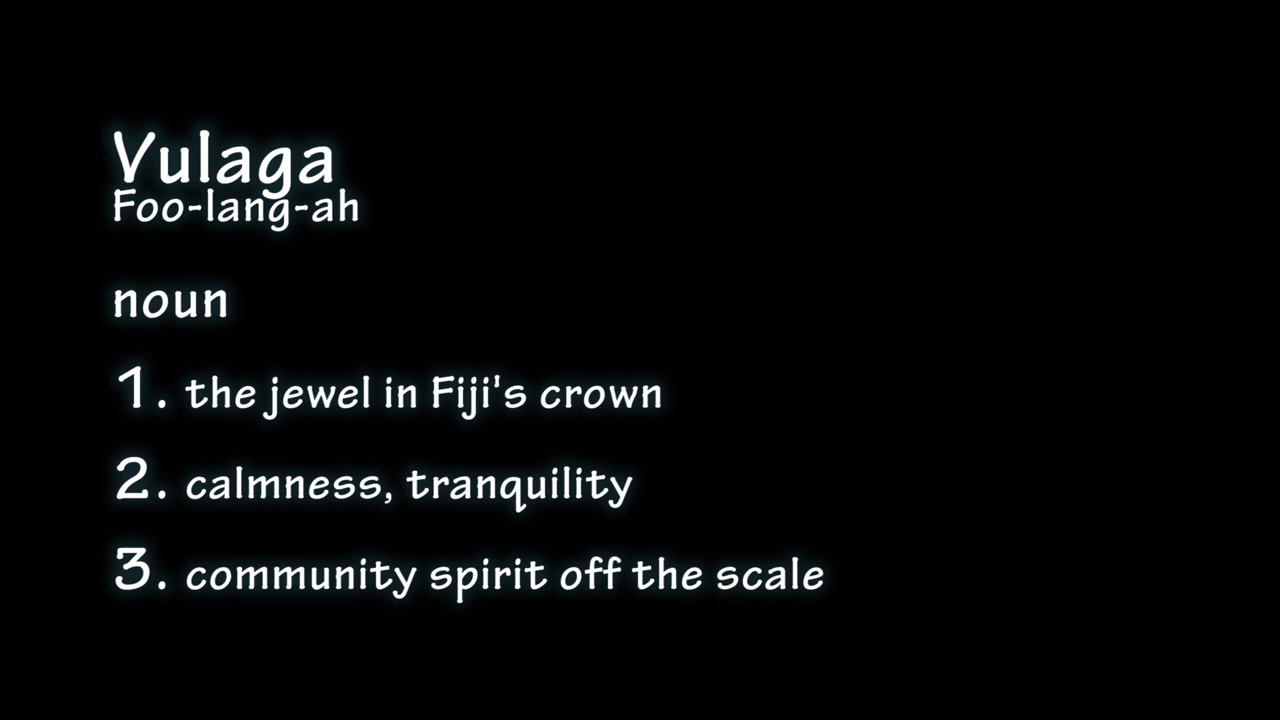 Vulaga
Foo-lang-ah
noun
1. the jewel in Fiji's crown
2. calmness, tranquility
3. community spirit off the scale